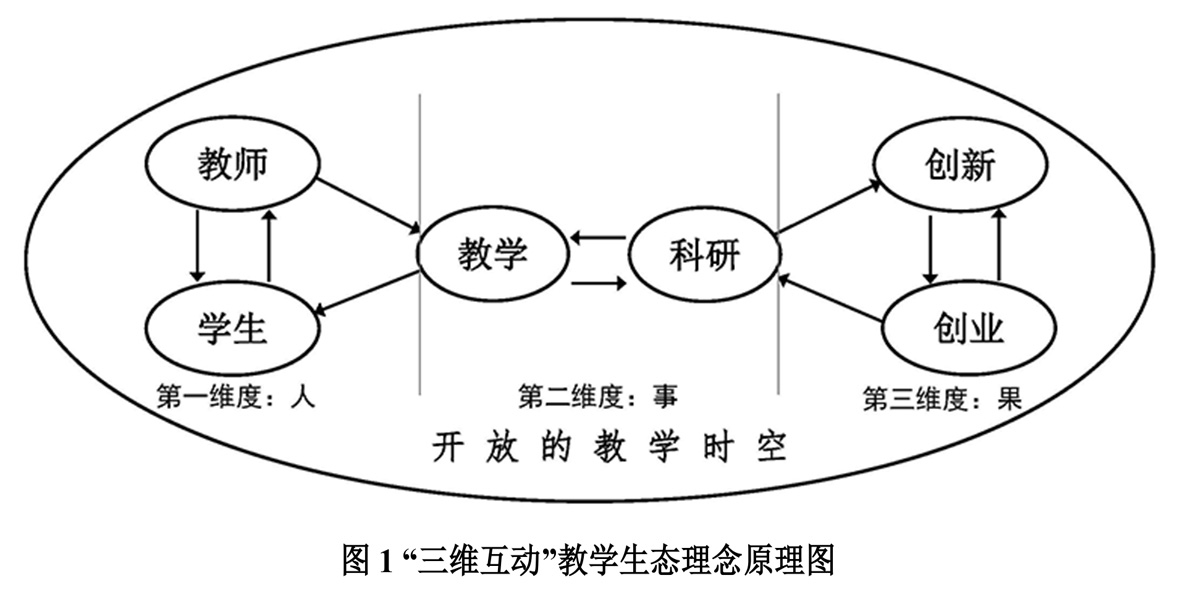 教师
创新
教学
科研
学生
创业
第一维度：人
第二维度：事
第三维度：果
开放的教学时空
图 1 “三维互动”教学生态理念原理图